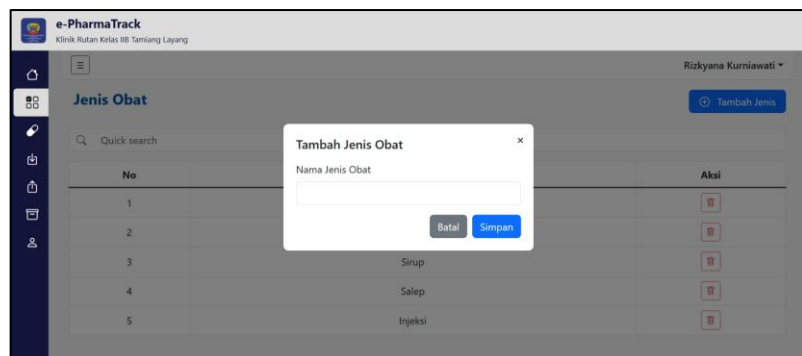 e-PharmaTrack
Klinik Rutan Kelas IIB Tamiang Layang
Rizkyana Kurniawati
Jenis Obat
Tambah Jenis
Quick search
Tambah Jenis Obat
×
Nama Jenis Obat
Batal Simpan
No Aksi
1
2
3 Sirup
4 Salep
5 Injeksi